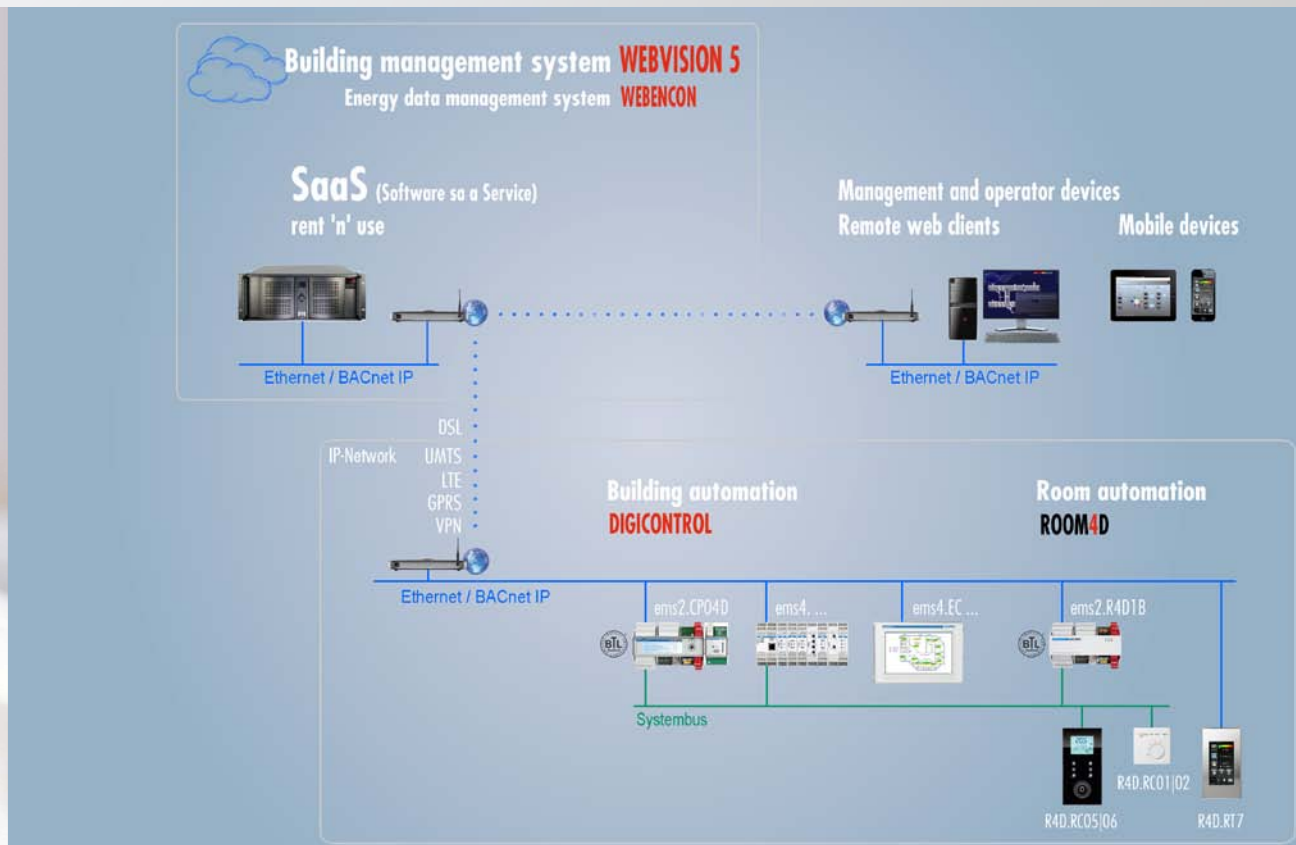 Building management system WEBVISION 5
Energy data management system WEBENCON
SaaS (Software sa a Service)
rent 'n' use
Management and operator devices
Remote web clients
Mobile devices
Ethernet / BACnet IP
Ethernet / BACnet IP
DSL
IP-Network UMTS
LTE
GPRS
VPN
Building automation
DIGICONTROL
Room automation
ROOM4D
Ethernet / BACnet IP
ems2.CP04D
ems4. ...
ems4.EC ...
ems2.R4D1B
BTL
BTL
Systembus
R4D.RC01|02
R4D.RC05|06
R4D.RT7